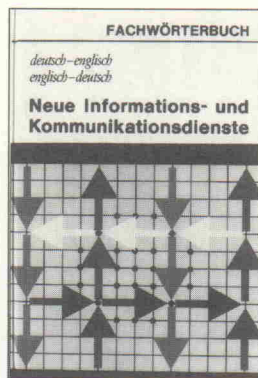 FACHWÖRTERBUCH
deutsch–englisch
englisch–deutsch
Neue Informations- und
Kommunikationsdienste